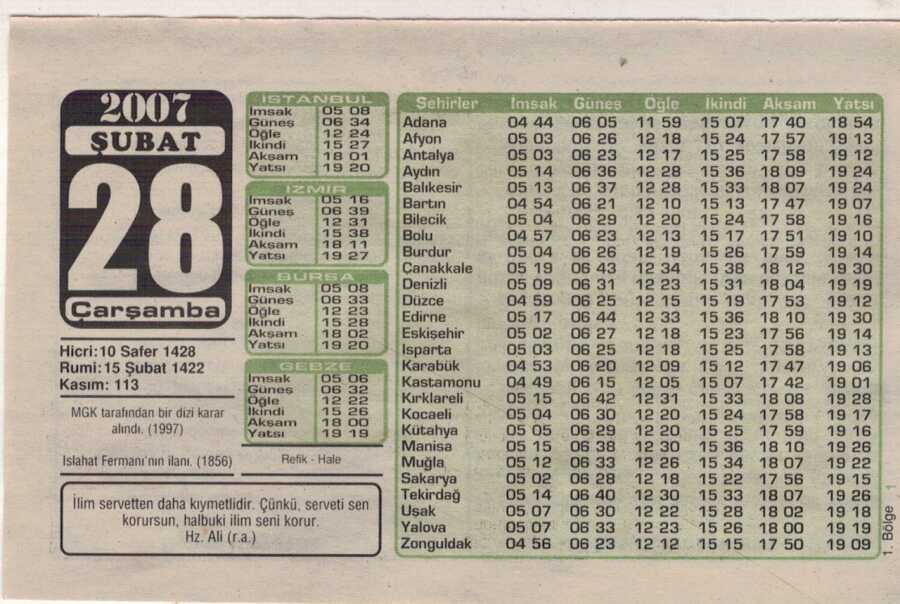 2007
ŞUBAT
28
Çarşamba
Hicri:10 Safer 1428
Rumi:15 Şubat 1422
Kasım: 113
MGK tarafından bir dizi karar
alındı. (1997)
Islahat Fermanı'nın ilanı. (1856)
İSTANBUL
İmsak 05 08
Güneş 06 34
Öğle 12 24
İkindi 15 27
Akşam 18 01
Yatsı 19 20
İZMİR
İmsak 05 16
Güneş 06 39
Öğle 12 31
İkindi 15 38
Akşam 18 11
Yatsı 19 27
BURSA
İmsak 05 08
Güneş 06 33
Öğle 12 23
İkindi 15 28
Akşam 18 02
Yatsı 19 20
GEBZE
İmsak 05 06
Güneş 06 32
Öğle 12 22
İkindi 15 26
Akşam 18 00
Yatsı 19 19
Refik - Hale
İlim servetten daha kıymetlidir. Çünkü, serveti sen
korursun, halbuki ilim seni korur.
Hz. Ali (r.a.)
Şehirler İmsak Güneş Öğle İkindi Akşam Yatsı
Adana 04 44 06 05 11 59 15 07 17 40 18 54
Afyon 05 03 06 26 12 18 15 24 17 57 19 13
Antalya 05 03 06 23 12 17 15 25 17 58 19 12
Aydın 05 14 06 36 12 28 15 36 18 09 19 24
Balıkesir 05 13 06 37 12 28 15 33 18 07 19 24
Bartın 04 54 06 21 12 10 15 13 17 47 19 07
Bilecik 05 04 06 29 12 20 15 24 17 58 19 16
Bolu 04 57 06 23 12 13 15 17 17 51 19 10
Burdur 05 04 06 26 12 19 15 26 17 59 19 14
Çanakkale 05 19 06 43 12 34 15 38 18 12 19 30
Denizli 05 09 06 31 12 23 15 31 18 04 19 19
Düzce 04 59 06 25 12 15 15 19 17 53 19 12
Edirne 05 17 06 44 12 33 15 36 18 10 19 30
Eskişehir 05 02 06 27 12 18 15 23 17 56 19 14
Isparta 05 03 06 25 12 18 15 25 17 58 19 13
Karabük 04 53 06 20 12 09 15 12 17 47 19 06
Kastamonu 04 49 06 15 12 05 15 07 17 42 19 01
Kırklareli 05 15 06 42 12 31 15 33 18 08 19 28
Kocaeli 05 04 06 30 12 20 15 24 17 58 19 17
Kütahya 05 05 06 29 12 20 15 25 17 59 19 16
Manisa 05 15 06 38 12 30 15 36 18 10 19 26
Muğla 05 12 06 33 12 26 15 34 18 07 19 22
Sakarya 05 02 06 28 12 18 15 22 17 56 19 15
Tekirdağ 05 14 06 40 12 30 15 33 18 07 19 26
Uşak 05 07 06 30 12 22 15 28 18 02 19 18
Yalova 05 07 06 33 12 23 15 26 18 00 19 19
Zonguldak 04 56 06 23 12 12 15 15 17 50 19 09
1. Bölge 1